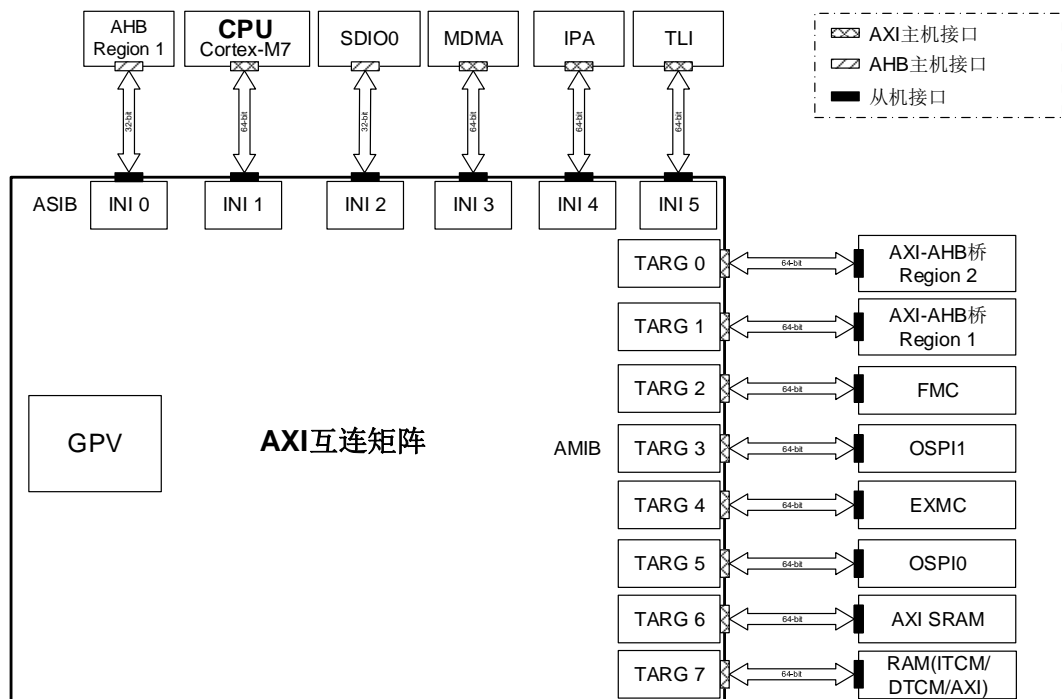 AHB
Region 1
CPU
Cortex-M7
SDIO0
MDMA
IPA
TLI
AXI主机接口
AHB主机接口
从机接口
32-bit
64-bit
32-bit
64-bit
64-bit
64-bit
ASIB
INI 0
INI 1
INI 2
INI 3
INI 4
INI 5
TARG 0
64-bit
AXI-AHB桥
Region 2
TARG 1
64-bit
AXI-AHB桥
Region 1
TARG 2
64-bit
FMC
GPV
AXI互连矩阵
AMIB
TARG 3
64-bit
OSPI1
TARG 4
64-bit
EXMC
TARG 5
64-bit
OSPI0
TARG 6
64-bit
AXI SRAM
TARG 7
64-bit
RAM(ITCM/
DTCM/AXI)